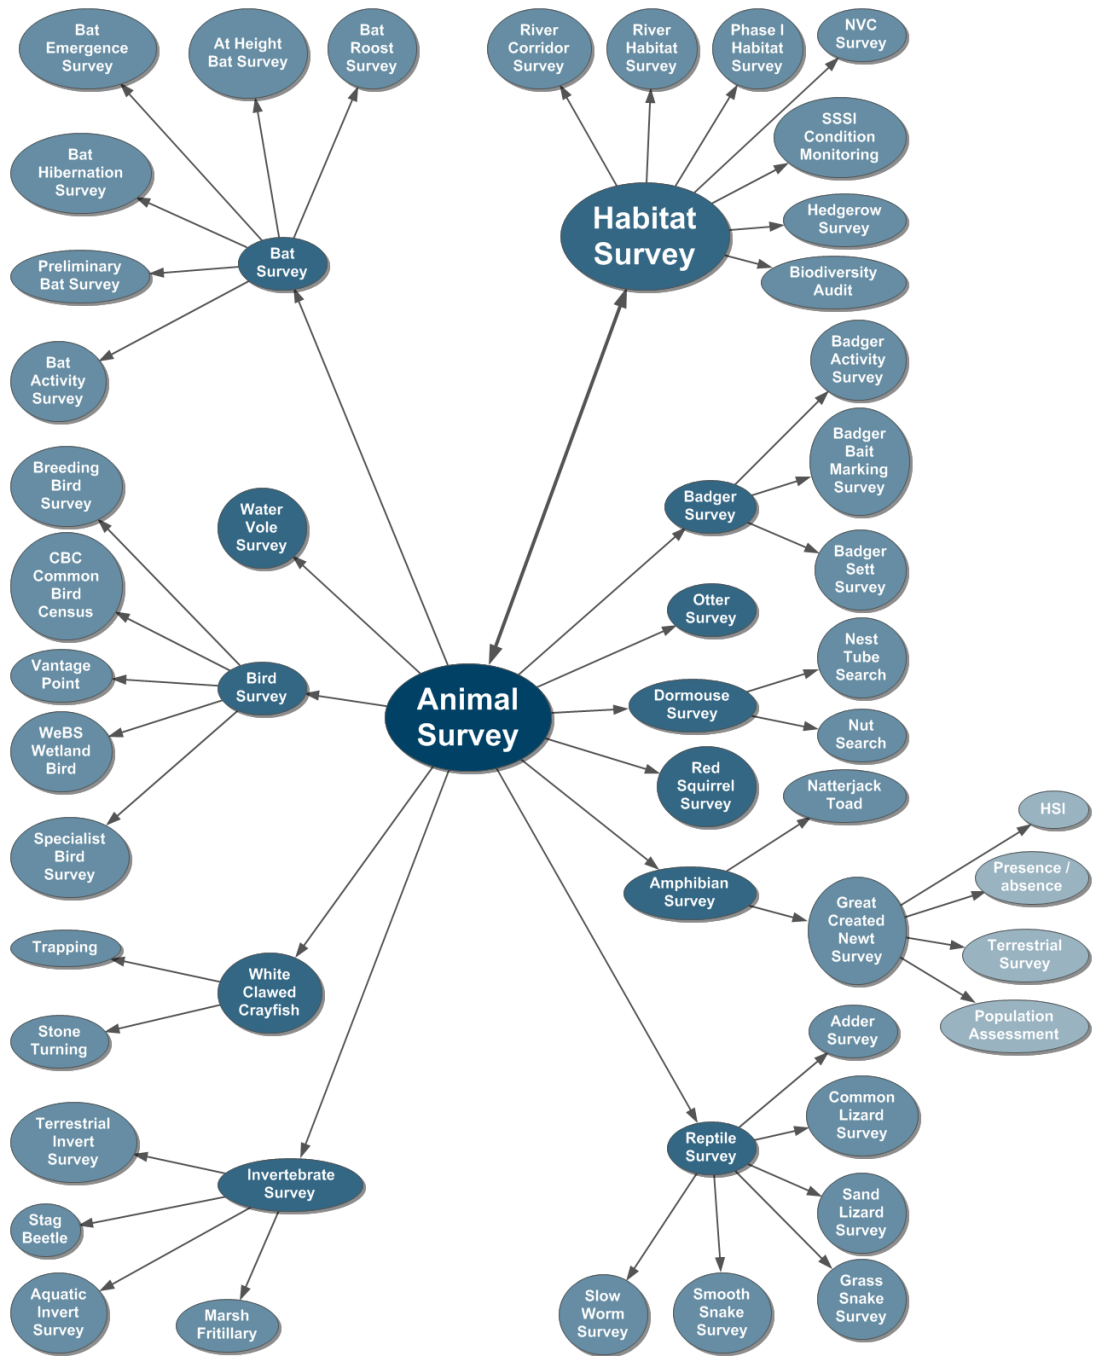 Bat
Emergence
Survey
At Height
Bat Survey
Bat
Roost
Survey
Bat
Hibernation
Survey
Preliminary
Bat Survey
Bat
Activity
Survey
Bat
Survey
River
Corridor
Survey
River
Habitat
Survey
Phase I
Habitat
Survey
NVC
Survey
SSSI
Condition
Monitoring
Hedgerow
Survey
Biodiversity
Audit
Habitat
Survey
Badger
Activity
Survey
Badger
Bait
Marking
Survey
Badger
Sett
Survey
Badger
Survey
Breeding
Bird
Survey
CBC
Common
Bird
Census
Vantage
Point
WeBS
Wetland
Bird
Specialist
Bird
Survey
Bird
Survey
Water
Vole
Survey
Animal
Survey
Otter
Survey
Dormouse
Survey
Nest
Tube
Search
Nut
Search
Red
Squirrel
Survey
Amphibian
Survey
Natterjack
Toad
Great
Created
Newt
Survey
HSI
Presence /
absence
Terrestrial
Survey
Population
Assessment
Trapping
Stone
Turning
White
Clawed
Crayfish
Terrestrial
Invert
Survey
Stag
Beetle
Aquatic
Invert
Survey
Marsh
Fritillary
Invertebrate
Survey
Reptile
Survey
Adder
Survey
Common
Lizard
Survey
Sand
Lizard
Survey
Grass
Snake
Survey
Smooth
Snake
Survey
Slow
Worm
Survey